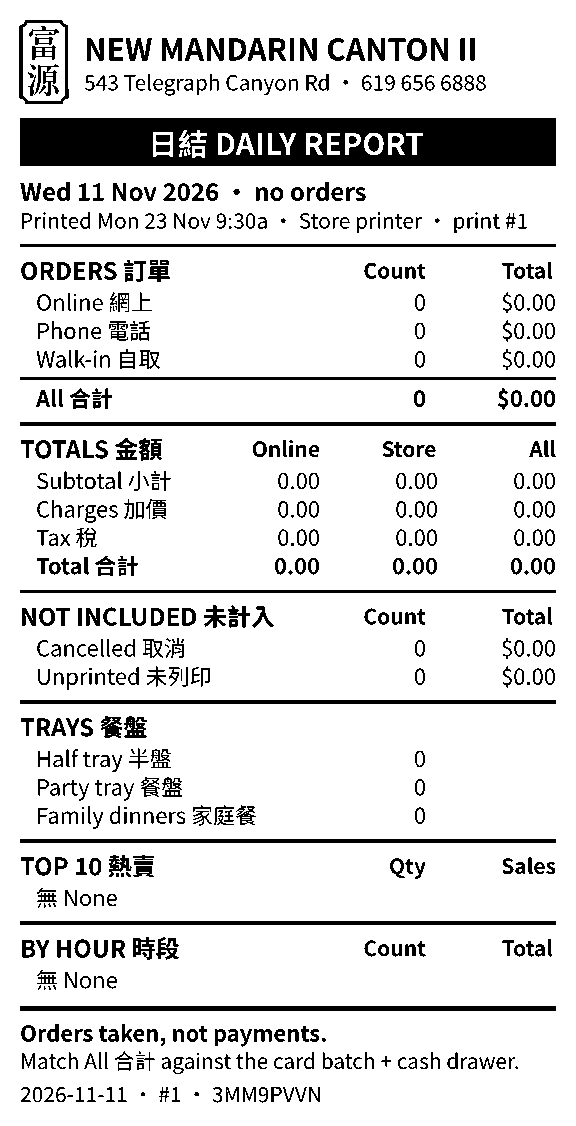 富源
NEW MANDARIN CANTON II
543 Telegraph Canyon Rd • 619 656 6888
日結 DAILY REPORT
Wed 11 Nov 2026 • no orders
Printed Mon 23 Nov 9:30a • Store printer • print #1
ORDERS 訂單 Count Total
Online 網上 0 $0.00
Phone 電話 0 $0.00
Walk-in 自取 0 $0.00
All 合計 0 $0.00
TOTALS 金額 Online Store All
Subtotal 小計 0.00 0.00 0.00
Charges 加價 0.00 0.00 0.00
Tax 稅 0.00 0.00 0.00
Total 合計 0.00 0.00 0.00
NOT INCLUDED 未計入 Count Total
Cancelled 取消 0 $0.00
Unprinted 未列印 0 $0.00
TRAYS 餐盤
Half tray 半盤 0
Party tray 餐盤 0
Family dinners 家庭餐 0
TOP 10 熱賣 Qty Sales
無 None
BY HOUR 時段 Count Total
無 None
Orders taken, not payments.
Match All 合計 against the card batch + cash drawer.
2026-11-11 • #1 • 3MM9PVVN